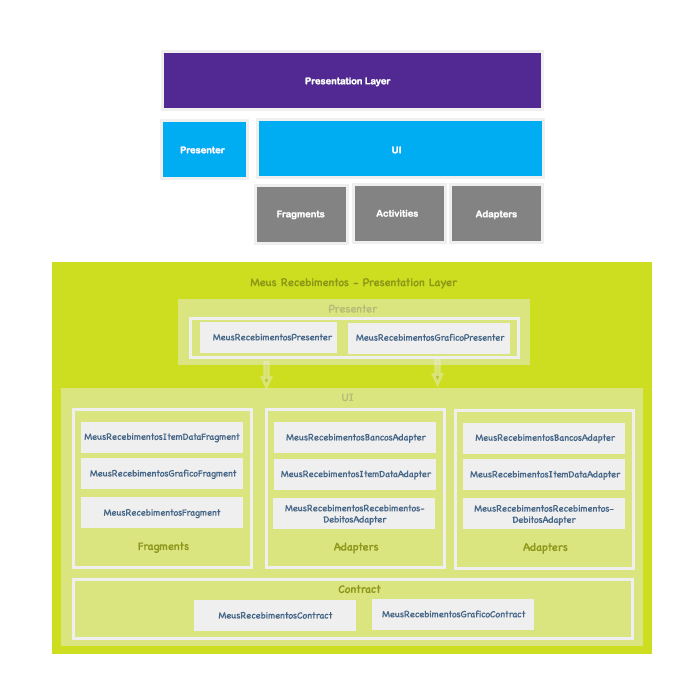 Presentation Layer
Presenter
UI
Fragments
Activities
Adapters
Meus Recebimentos - Presentation Layer
Presenter
MeusRecebimentosPresenter
MeusRecebimentosGraficoPresenter
UI
MeusRecebimentosItemDataFragment
MeusRecebimentosGraficoFragment
MeusRecebimentosFragment
Fragments
MeusRecebimentosBancosAdapter
MeusRecebimentosItemDataAdapter
MeusRecebimentosRecebimentos-
DebitosAdapter
Adapters
MeusRecebimentosBancosAdapter
MeusRecebimentosItemDataAdapter
MeusRecebimentosRecebimentos-
DebitosAdapter
Adapters
Contract
MeusRecebimentosContract
MeusRecebimentosGraficoContract